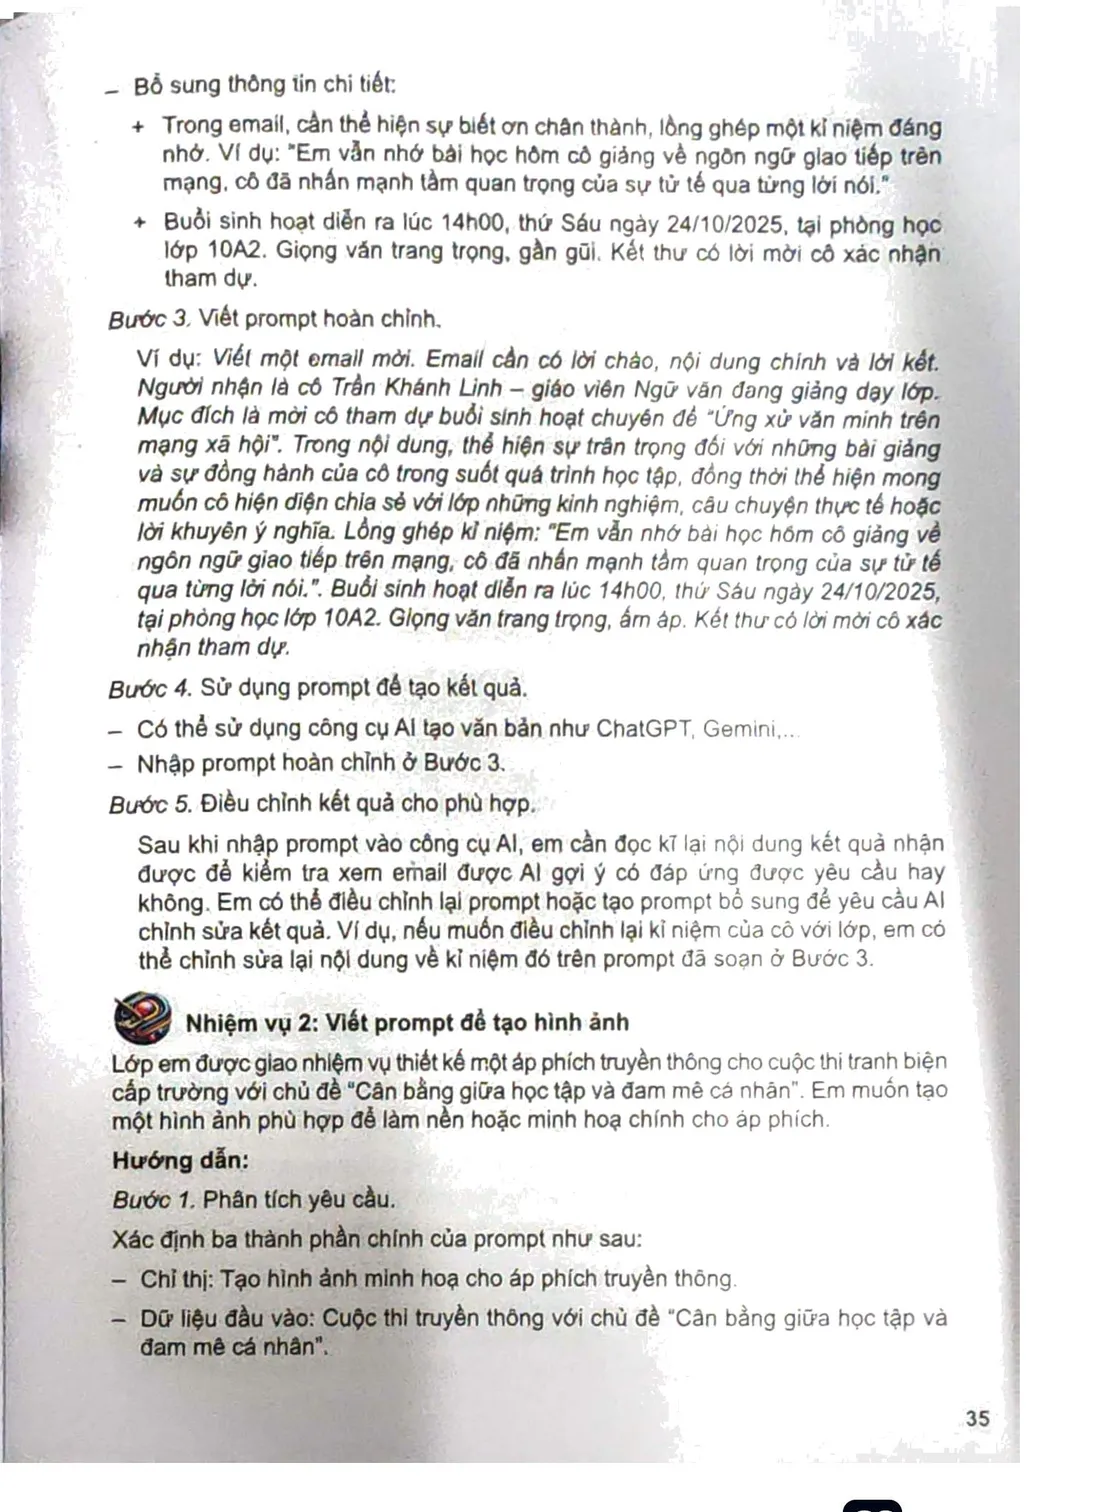 – Bổ sung thông tin chi tiết:
+ Trong email, cần thể hiện sự biết ơn chân thành, lồng ghép một kỉ niệm đáng
nhớ. Ví dụ: "Em vẫn nhớ bài học hôm cô giảng về ngôn ngữ giao tiếp trên
mạng, cô đã nhấn mạnh tầm quan trọng của sự tử tế qua từng lời nói."
+ Buổi sinh hoạt diễn ra lúc 14h00, thứ Sáu ngày 24/10/2025, tại phòng học
lớp 10A2. Giọng văn trang trọng, gần gũi. Kết thư có lời mời cô xác nhận
tham dự.
Bước 3. Viết prompt hoàn chỉnh.
Ví dụ: Viết một email mời. Email cần có lời chào, nội dung chính và lời kết.
Người nhận là cô Trần Khánh Linh – giáo viên Ngữ văn đang giảng dạy lớp.
Mục đích là mời cô tham dự buổi sinh hoạt chuyên đề "Ứng xử văn minh trên
mạng xã hội". Trong nội dung, thể hiện sự trân trọng đối với những bài giảng
và sự đồng hành của cô trong suốt quá trình học tập, đồng thời thể hiện mong
muốn cô hiện diện chia sẻ với lớp những kinh nghiệm, câu chuyện thực tế hoặc
lời khuyên ý nghĩa. Lồng ghép kỉ niệm: "Em vẫn nhớ bài học hôm cô giảng về
ngôn ngữ giao tiếp trên mạng, cô đã nhấn mạnh tầm quan trọng của sự tử tế
qua từng lời nói.". Buổi sinh hoạt diễn ra lúc 14h00, thứ Sáu ngày 24/10/2025,
tại phòng học lớp 10A2. Giọng văn trang trọng, ấm áp. Kết thư có lời mời cô xác
nhận tham dự.
Bước 4. Sử dụng prompt để tạo kết quả.
– Có thể sử dụng công cụ AI tạo văn bản như ChatGPT, Gemini,...
– Nhập prompt hoàn chỉnh ở Bước 3.
Bước 5. Điều chỉnh kết quả cho phù hợp.
Sau khi nhập prompt vào công cụ AI, em cần đọc kĩ lại nội dung kết quả nhận
được để kiểm tra xem email được AI gợi ý có đáp ứng được yêu cầu hay
không. Em có thể điều chỉnh lại prompt hoặc tạo prompt bổ sung để yêu cầu AI
chỉnh sửa kết quả. Ví dụ, nếu muốn điều chỉnh lại kỉ niệm của cô với lớp, em có
thể chỉnh sửa lại nội dung về kỉ niệm đó trên prompt đã soạn ở Bước 3.
Nhiệm vụ 2: Viết prompt để tạo hình ảnh
Lớp em được giao nhiệm vụ thiết kế một áp phích truyền thông cho cuộc thi tranh biện
cấp trường với chủ đề "Cân bằng giữa học tập và đam mê cá nhân". Em muốn tạo
một hình ảnh phù hợp để làm nền hoặc minh hoạ chính cho áp phích.
Hướng dẫn:
Bước 1. Phân tích yêu cầu.
Xác định ba thành phần chính của prompt như sau:
– Chỉ thị: Tạo hình ảnh minh hoạ cho áp phích truyền thông.
– Dữ liệu đầu vào: Cuộc thi truyền thông với chủ đề "Cân bằng giữa học tập và
đam mê cá nhân".
35